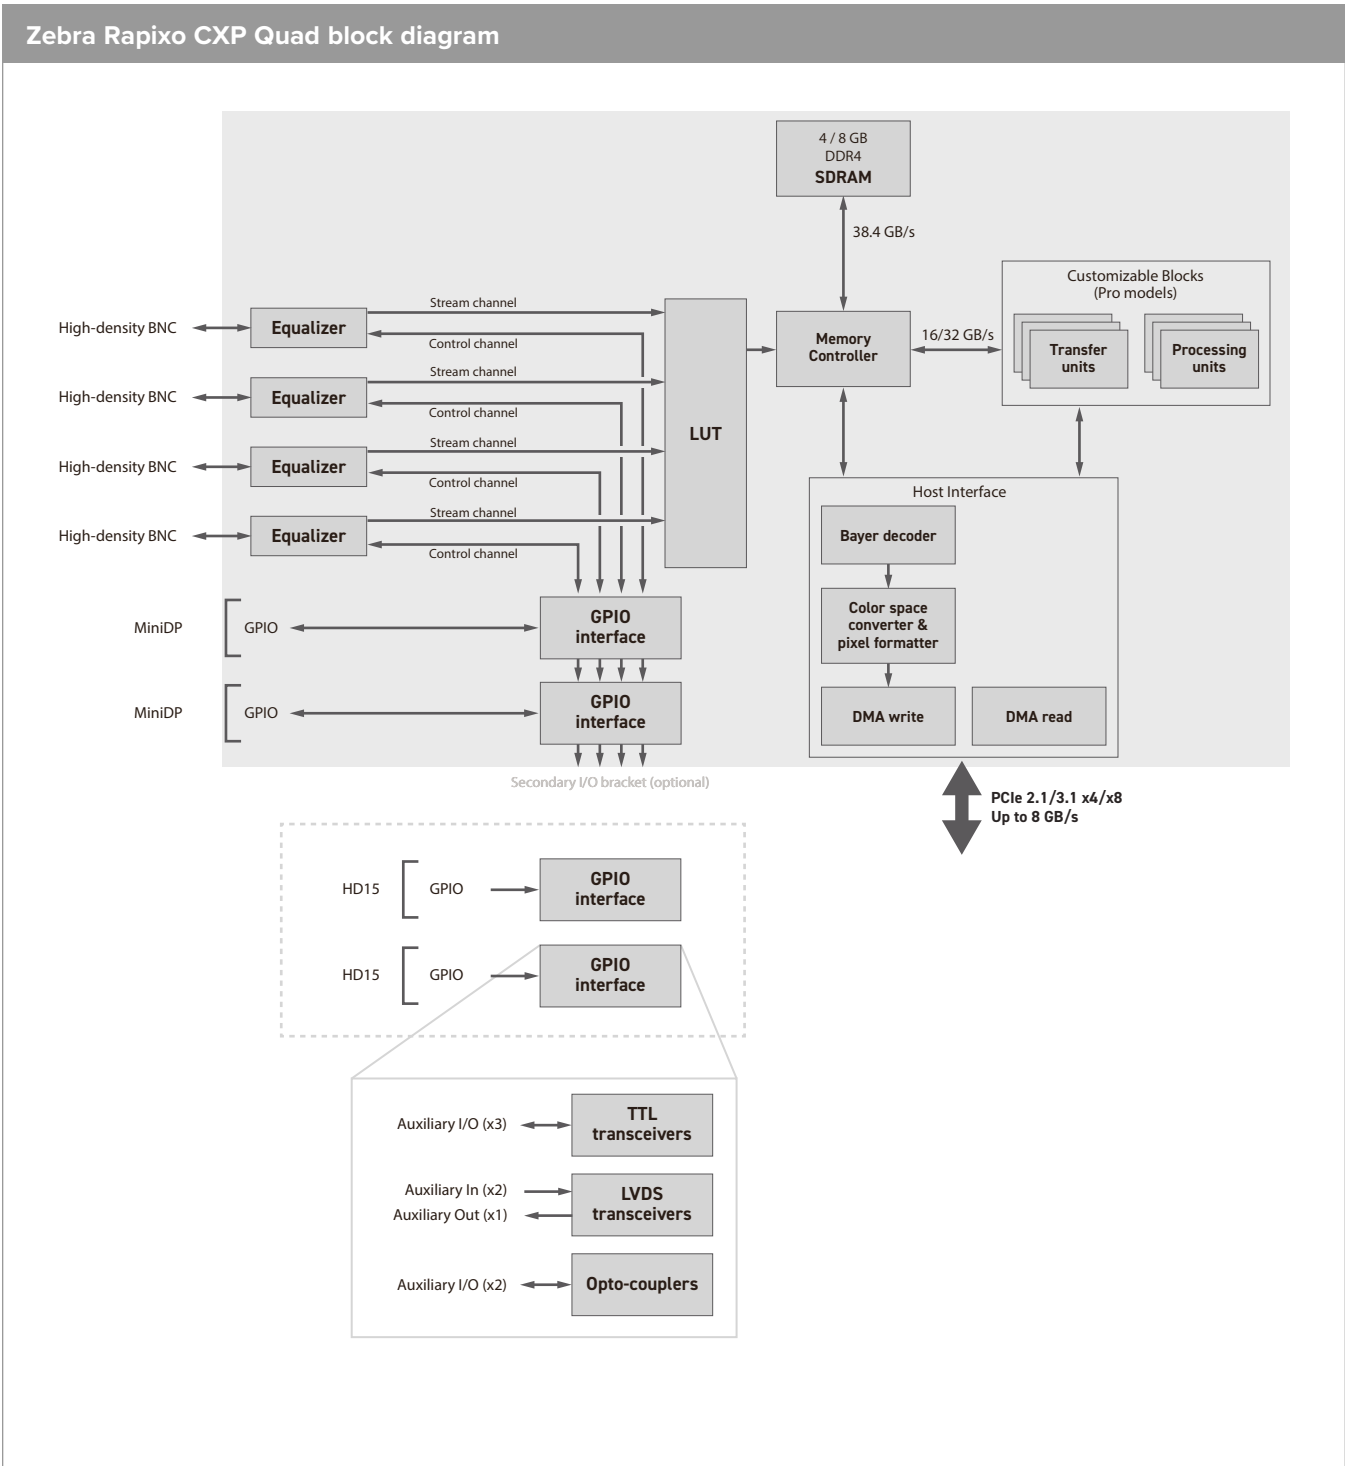 Zebra Rapixo CXP Quad block diagram
4 / 8 GB
DDR4
SDRAM
38.4 GB/s
Customizable Blocks
(Pro models)
Transfer
units
Processing
units
16/32 GB/s
Memory
Controller
LUT
High-density BNC
Equalizer
Stream channel
Control channel
High-density BNC
Equalizer
Stream channel
Control channel
High-density BNC
Equalizer
Stream channel
Control channel
High-density BNC
Equalizer
Stream channel
Control channel
Host Interface
Bayer decoder
Color space
converter &
pixel formatter
DMA write
DMA read
MiniDP
GPIO
GPIO
interface
MiniDP
GPIO
GPIO
interface
Secondary I/O bracket (optional)
PCIe 2.1/3.1 x4/x8
Up to 8 GB/s
HD15
GPIO
GPIO
interface
HD15
GPIO
GPIO
interface
Auxiliary I/O (x3)
TTL
transceivers
Auxiliary In (x2)
Auxiliary Out (x1)
LVDS
transceivers
Auxiliary I/O (x2)
Opto-couplers